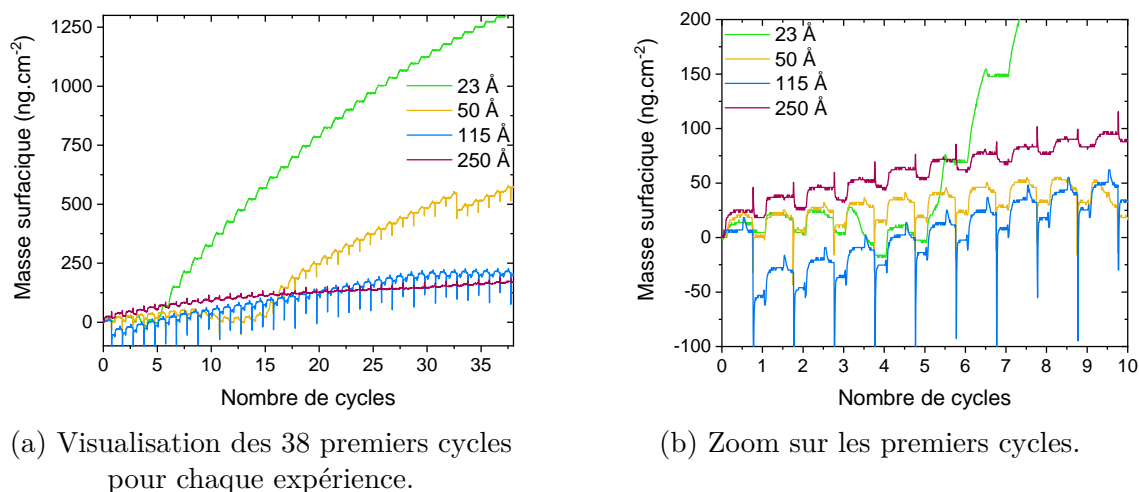 Masse surfacique (ng.cm-2)
1250
1000
750
500
250
0
23 Å
50 Å
115 Å
250 Å
0 5 10 15 20 25 30 35
Nombre de cycles
(a) Visualisation des 38 premiers cycles
pour chaque expérience.
Masse surfacique (ng.cm-2)
200
150
100
50
0
-50
-100
23 Å
50 Å
115 Å
250 Å
0 1 2 3 4 5 6 7 8 9 10
Nombre de cycles
(b) Zoom sur les premiers cycles.